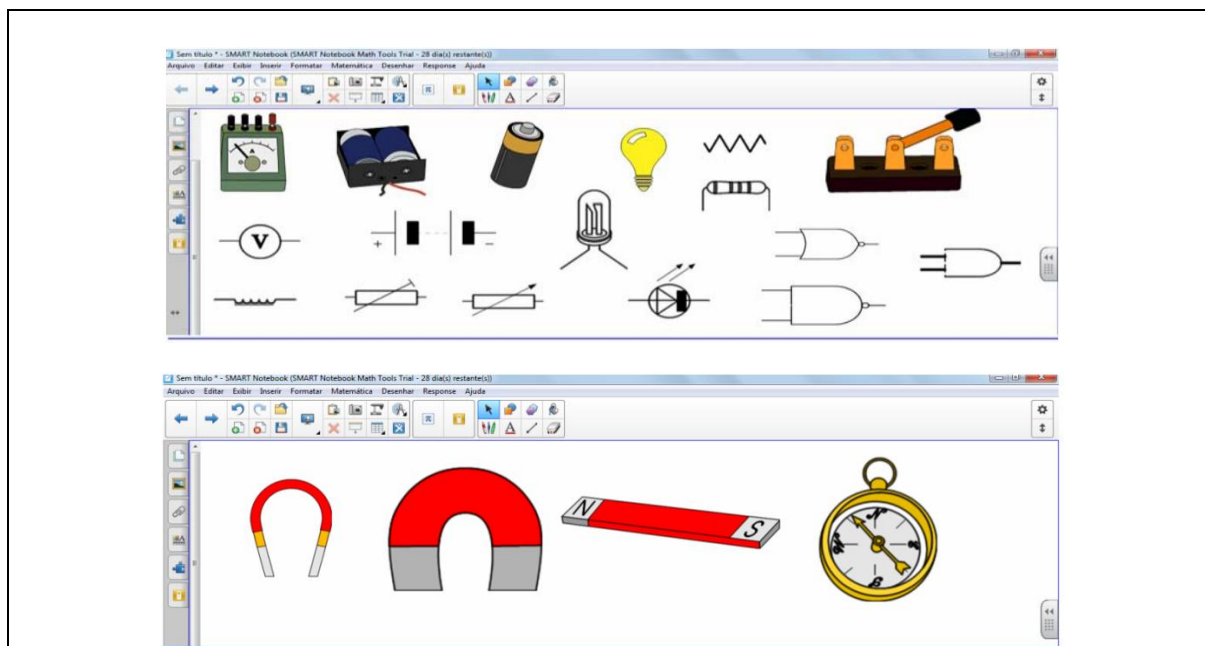 Sem título * - SMART Notebook (SMART Notebook Math Tools Trial - 28 dia(s) restante(s))
Arquivo Editar Exibir Inserir Formatar Matemática Desenhar Response Ajuda
A
V
+ -
Sem título * - SMART Notebook (SMART Notebook Math Tools Trial - 28 dia(s) restante(s))
Arquivo Editar Exibir Inserir Formatar Matemática Desenhar Response Ajuda
N S
N
W E
S